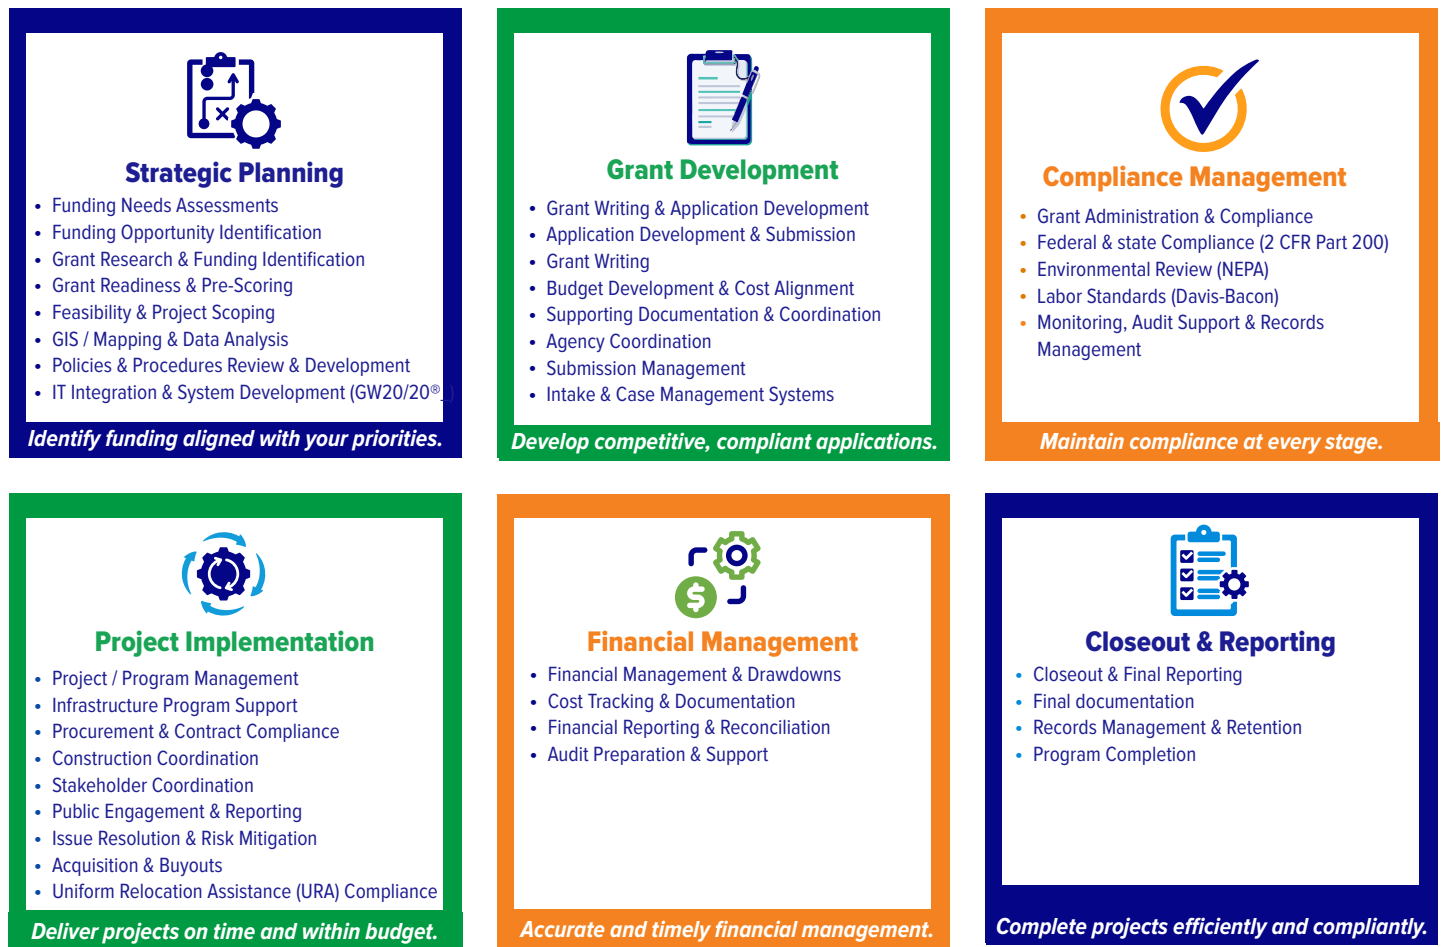 Strategic Planning
• Funding Needs Assessments
• Funding Opportunity Identification
• Grant Research & Funding Identification
• Grant Readiness & Pre-Scoring
• Feasibility & Project Scoping
• GIS / Mapping & Data Analysis
• Policies & Procedures Review & Development
• IT Integration & System Development (GW20/20®_)
Identify funding aligned with your priorities.
Grant Development
• Grant Writing & Application Development
• Application Development & Submission
• Grant Writing
• Budget Development & Cost Alignment
• Supporting Documentation & Coordination
• Agency Coordination
• Submission Management
• Intake & Case Management Systems
Develop competitive, compliant applications.
Compliance Management
• Grant Administration & Compliance
• Federal & state Compliance (2 CFR Part 200)
• Environmental Review (NEPA)
• Labor Standards (Davis-Bacon)
• Monitoring, Audit Support & Records
Management
Maintain compliance at every stage.
Project Implementation
• Project / Program Management
• Infrastructure Program Support
• Procurement & Contract Compliance
• Construction Coordination
• Stakeholder Coordination
• Public Engagement & Reporting
• Issue Resolution & Risk Mitigation
• Acquisition & Buyouts
• Uniform Relocation Assistance (URA) Compliance
Deliver projects on time and within budget.
Financial Management
• Financial Management & Drawdowns
• Cost Tracking & Documentation
• Financial Reporting & Reconciliation
• Audit Preparation & Support
Accurate and timely financial management.
Closeout & Reporting
• Closeout & Final Reporting
• Final documentation
• Records Management & Retention
• Program Completion
Complete projects efficiently and compliantly.